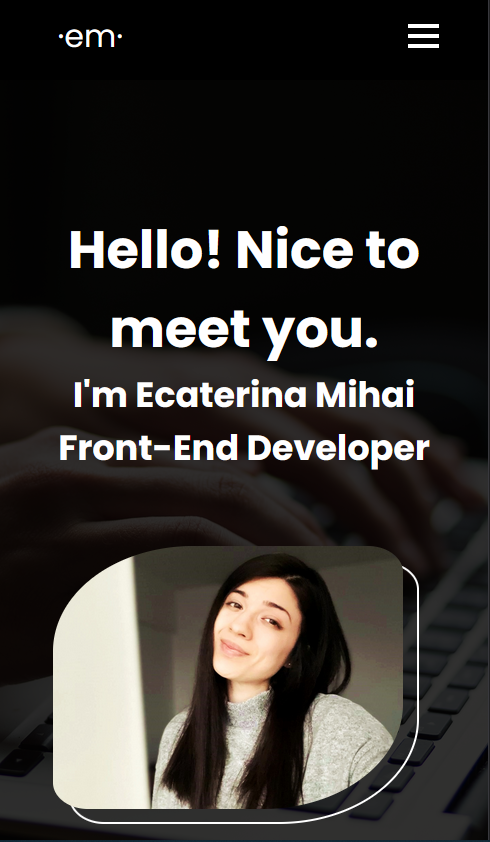 ·em·
Hello! Nice to
meet you.
I'm Ecaterina Mihai
Front-End Developer